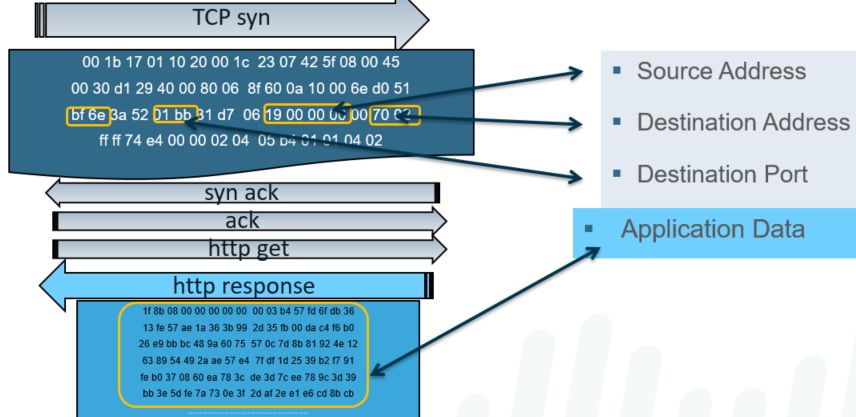 TCP syn
00 1b 17 01 10 20 00 1c 23 07 42 5f 08 00 45
00 30 d1 29 40 00 80 06 8f 60 0a 10 00 6e d0 51
bf 6e 3a 52 01 bb 31 d7 06 19 00 00 00 00 70 02
ff ff 74 e4 00 00 02 04 05 b4 01 01 04 02
syn ack
ack
http get
http response
1f 8b 08 00 00 00 00 00 00 03 b4 57 fd 6f db 36
13 fe 57 ae 1a 36 3b 99 2d 35 fb 00 da c4 f6 b0
26 e9 bb bc 48 9a 60 75 57 0c 7d 8b 81 92 4e 12
63 89 54 49 2a ae 57 e4 7f df 1d 25 39 b2 f7 91
fe b0 37 08 60 ea 78 3c de 3d 7c ee 78 9c 3d 39
bb 3e 5d fe 7a 73 0e 3f 2d af 2e e1 e6 cd 8b cb
▪ Source Address
▪ Destination Address
▪ Destination Port
▪ Application Data